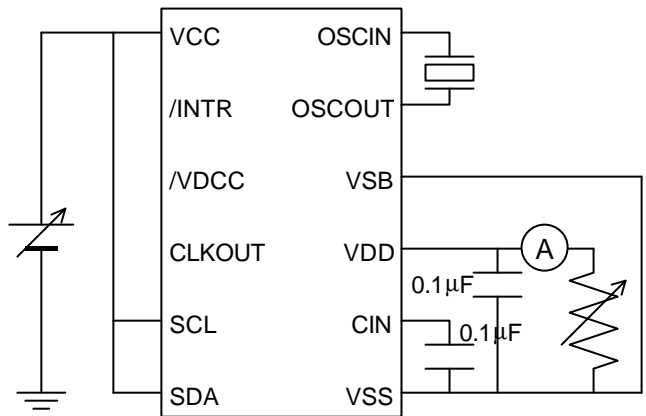 VCC OSCIN
/INTR OSCOUT
/VDCC VSB
CLKOUT VDD
A
0.1μF
SCL CIN
0.1μF
SDA VSS